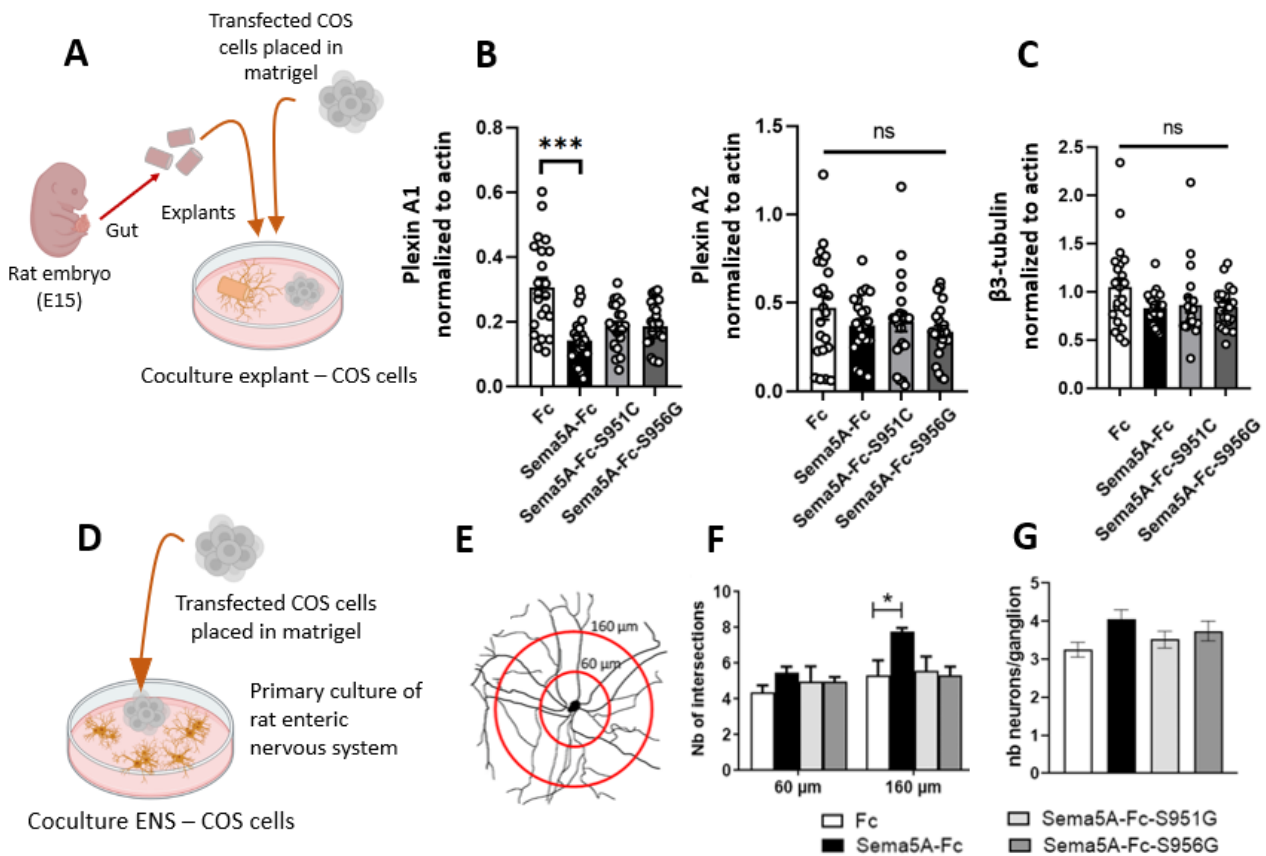 A
Transfected COS
cells placed in
matrigel
Explants
Gut
Rat embryo
(E15)
Coculture explant – COS cells
B
Plexin A1
normalized to actin
0.8
0.6
0.4
0.2
0.0
***
Fc
Sema5A-Fc
Sema5A-Fc-S951C
Sema5A-Fc-S956G
Plexin A2
normalized to actin
1.5
1.0
0.5
0.0
ns
Fc
Sema5A-Fc
Sema5A-Fc-S951C
Sema5A-Fc-S956G
C
β3-tubulin
normalized to actin
2.5
2.0
1.5
1.0
0.5
0.0
ns
Fc
Sema5A-Fc
Sema5A-Fc-S951C
Sema5A-Fc-S956G
D
Transfected COS cells
placed in matrigel
Primary culture of
rat enteric
nervous system
Coculture ENS – COS cells
E
160 µm
60 µm
F
Nb of intersections
10
8
6
4
2
0
*
60 µm
160 µm
G
nb neurons/ganglion
5
4
3
2
1
0
Fc
Sema5A-Fc
Sema5A-Fc-S951G
Sema5A-Fc-S956G